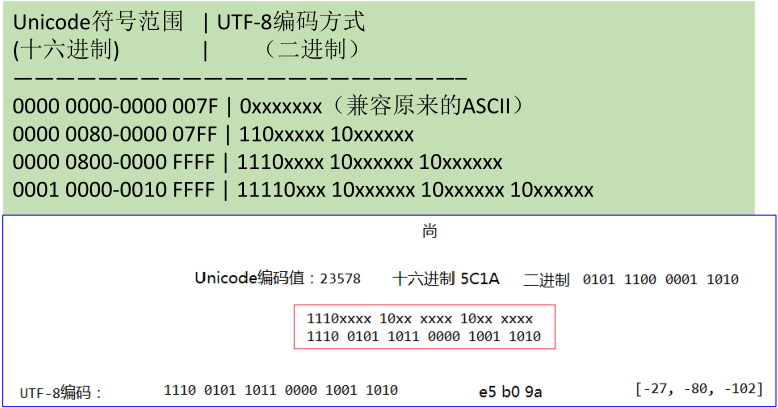 Unicode符号范围 | UTF-8编码方式
(十六进制) | （二进制）
—————————————————————–
0000 0000-0000 007F | 0xxxxxxx（兼容原来的ASCII）
0000 0080-0000 07FF | 110xxxxx 10xxxxxx
0000 0800-0000 FFFF | 1110xxxx 10xxxxxx 10xxxxxx
0001 0000-0010 FFFF | 11110xxx 10xxxxxx 10xxxxxx 10xxxxxx
尚
Unicode编码值：23578 十六进制 5C1A 二进制 0101 1100 0001 1010
1110xxxx 10xx xxxx 10xx xxxx
1110 0101 1011 0000 1001 1010
UTF-8编码： 1110 0101 1011 0000 1001 1010 e5 b0 9a [-27, -80, -102]